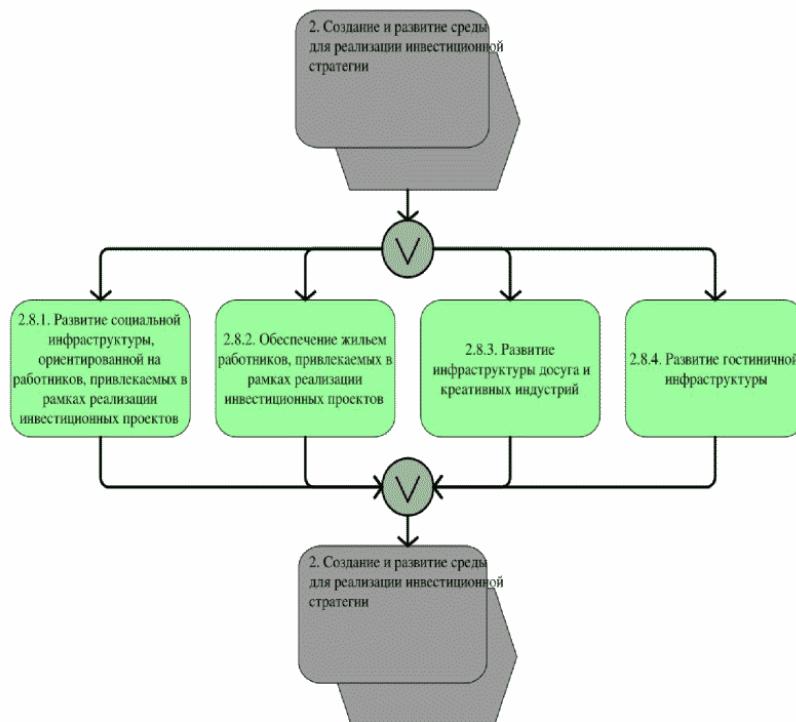 2. Создание и развитие среды
для реализации инвестиционной
стратегии
V
2.8.1. Развитие социальной
инфраструктуры,
ориентированной на
работников, привлекаемых в
рамках реализации
инвестиционных проектов
2.8.2. Обеспечение жильем
работников, привлекаемых в
рамках реализации
инвестиционных проектов
2.8.3. Развитие
инфраструктуры досуга и
креативных индустрий
2.8.4. Развитие гостиничной
инфраструктуры
V
2. Создание и развитие среды
для реализации инвестиционной
стратегии